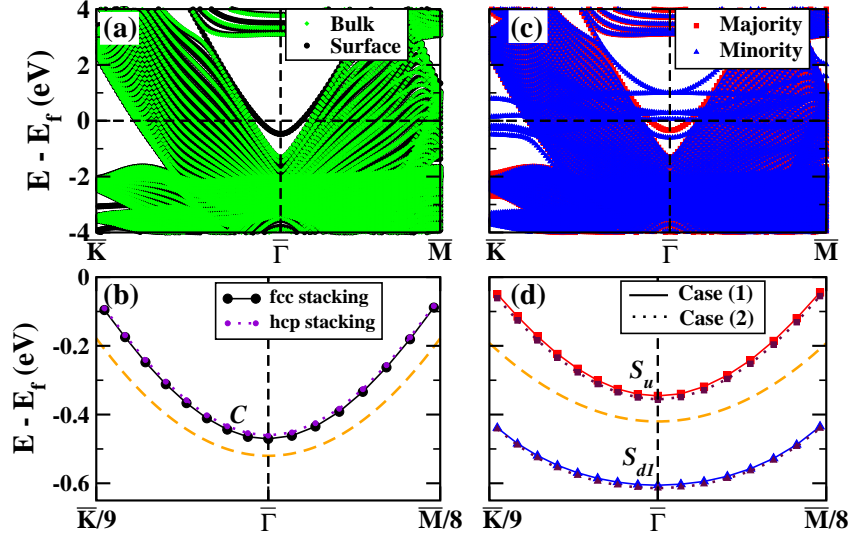 (a)
Bulk
Surface
(c)
Majority
Minority
E - E_f (eV)
4
2
0
-2
-4
K̅
Γ̅
M̅
K̅
Γ̅
M̅
(b)
fcc stacking
hcp stacking
C
(d)
Case (1)
Case (2)
S_u
S_d1
E - E_f (eV)
0
-0.2
-0.4
-0.6
K̅/9
Γ̅
M̅/8
K̅/9
Γ̅
M̅/8